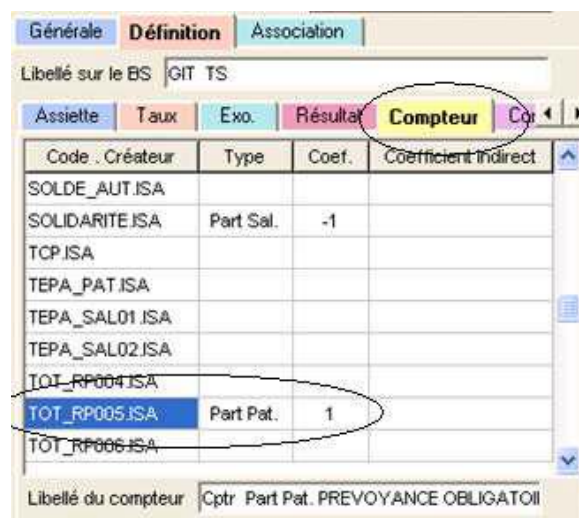 Générale Définition Association
Libellé sur le BS GIT TS
Assiette Taux Exo. Résultat Compteur
Code . Créateur Type Coef. Coefficient Indirect
SOLDE_AUT.ISA
SOLIDARITE.ISA Part Sal. -1
TCP.ISA
TEPA_PAT.ISA
TEPA_SAL01.ISA
TEPA_SAL02.ISA
TOT_RP004.ISA
TOT_RP005.ISA Part Pat. 1
TOT_RP006.ISA
Libellé du compteur Cptr Part Pat. PREVOYANCE OBLIGATOII